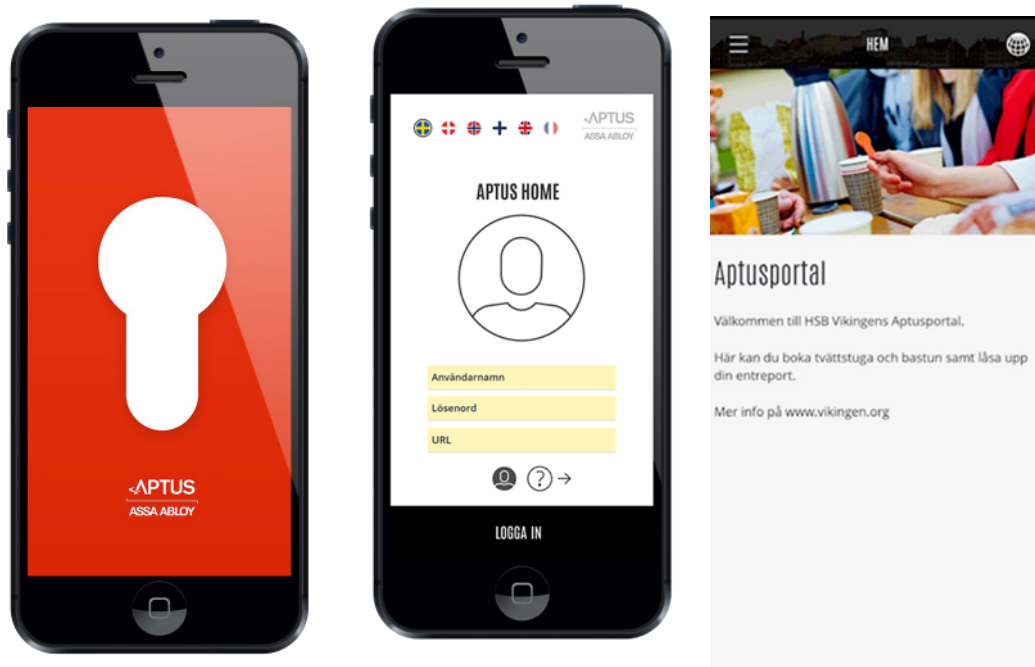 APTUS
ASSA ABLOY
APTUS
ASSA ABLOY
APTUS HOME
Användarnamn
Lösenord
URL
?
LOGGA IN
HEM
Aptusportal
Välkommen till HSB Vikingens Aptusportal.
Här kan du boka tvättstuga och bastun samt låsa upp
din entreport.
Mer info på www.vikingen.org